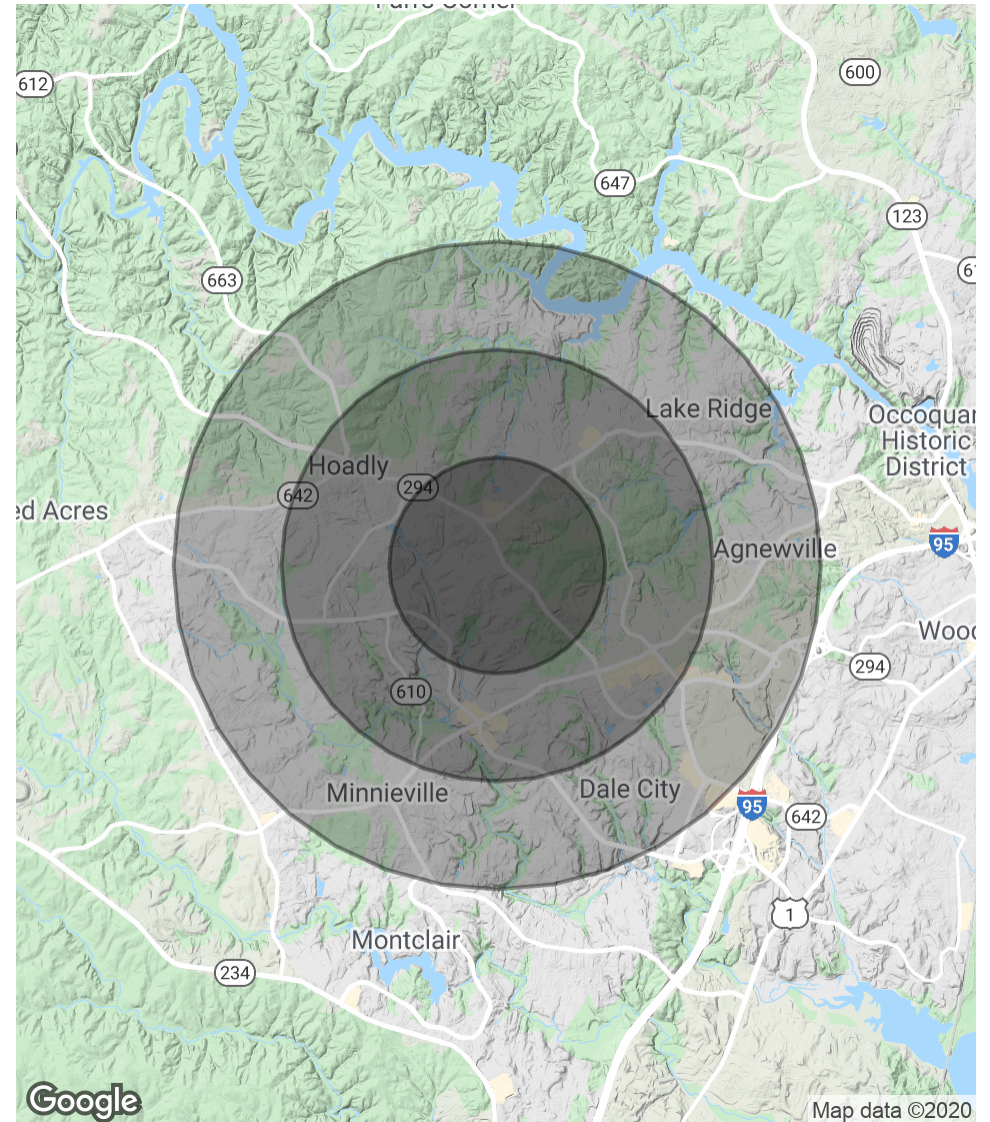 612
600
647
123
663
Lake Ridge
Occoquan
Historic
District
Hoadly
642
294
ed Acres
95
Agnewville
294
610
Minnieville
Dale City
95
642
1
Montclair
234
Google
Map data ©2020